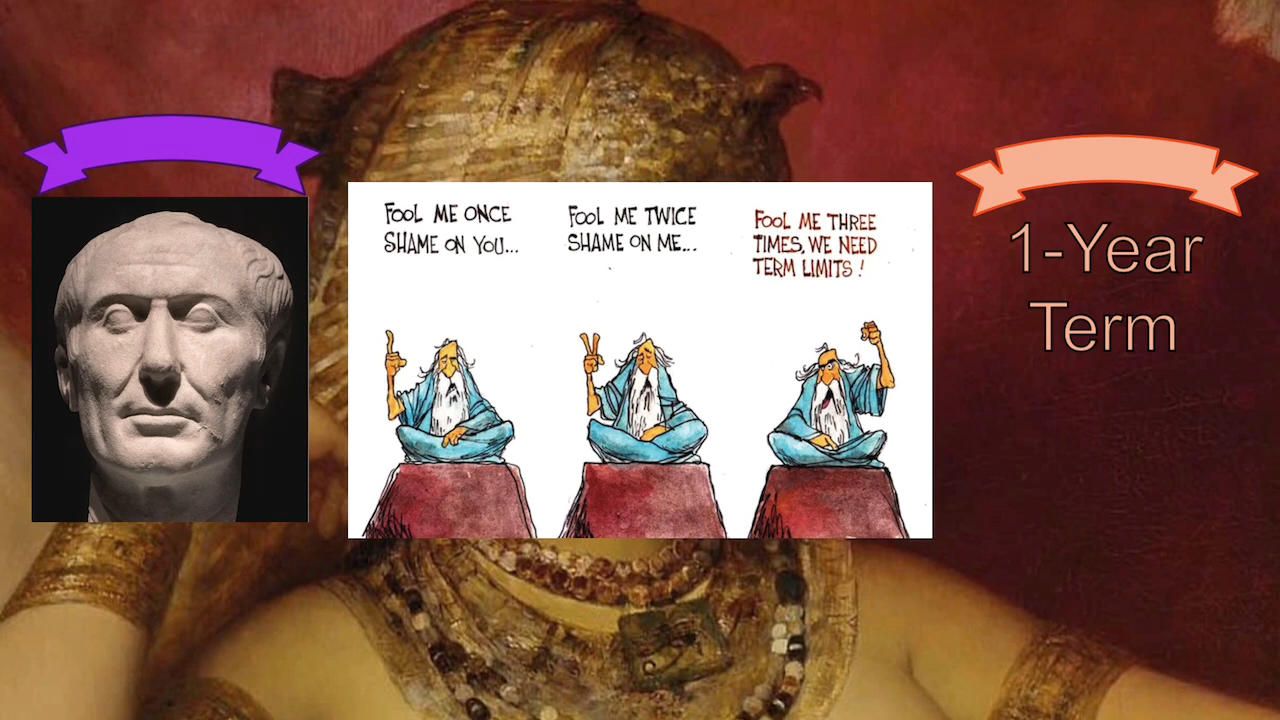 FOOL ME ONCE
SHAME ON YOU...
FOOL ME TWICE
SHAME ON ME...
FOOL ME THREE
TIMES, WE NEED
TERM LIMITS!
1-Year
Term